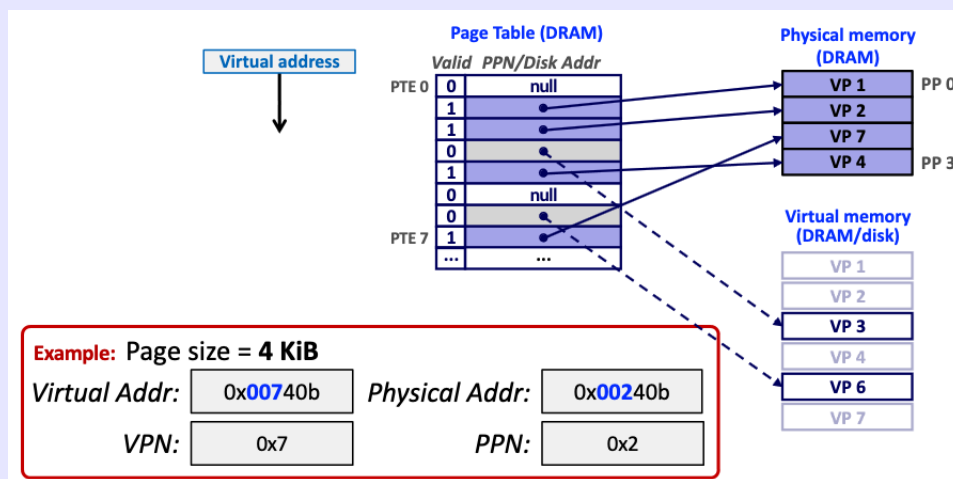 Page Table (DRAM)
Physical memory
(DRAM)
Virtual address
Valid PPN/Disk Addr
PTE 0 0 null
1
1
0
1
0 null
0
PTE 7 1
... ...
VP 1 PP 0
VP 2
VP 7
VP 4 PP 3
Virtual memory
(DRAM/disk)
VP 1
VP 2
VP 3
VP 4
VP 6
VP 7
Example: Page size = 4 KiB
Virtual Addr: 0x00740b Physical Addr: 0x00240b
VPN: 0x7 PPN: 0x2